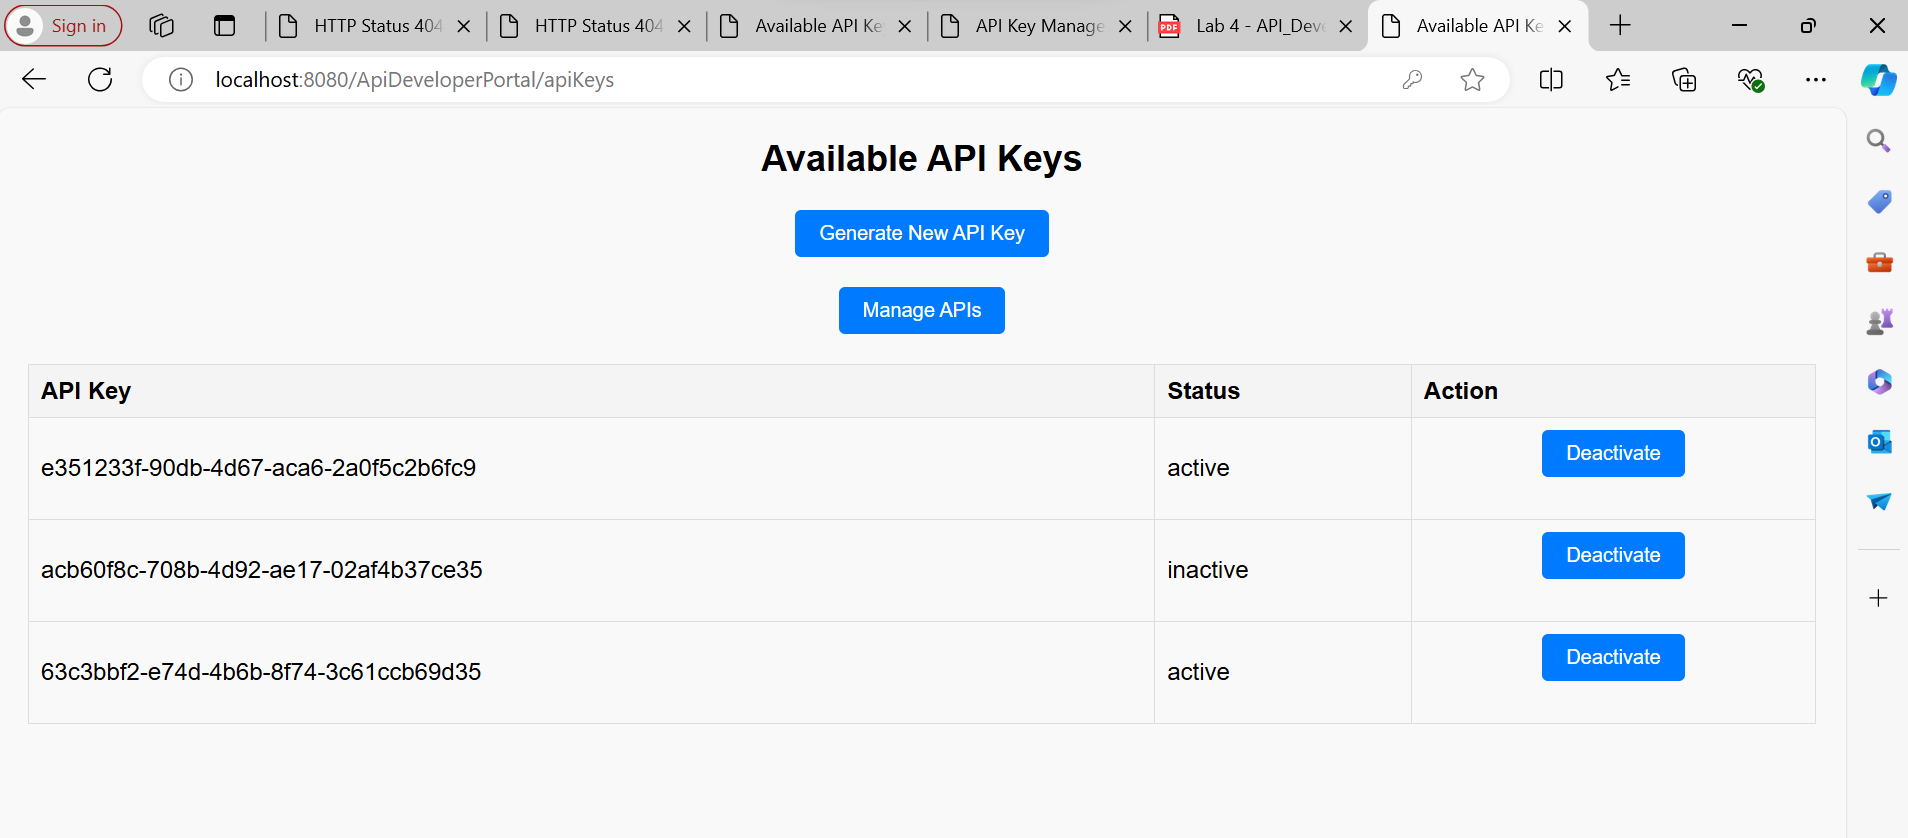 Sign in
HTTP Status 404
HTTP Status 404
Available API Ke
API Key Manage
PDF
Lab 4 - API_Deve
Available API Ke
localhost:8080/ApiDeveloperPortal/apiKeys
Available API Keys
Generate New API Key
Manage APIs
API Key Status Action
e351233f-90db-4d67-aca6-2a0f5c2b6fc9 active Deactivate
acb60f8c-708b-4d92-ae17-02af4b37ce35 inactive Deactivate
63c3bbf2-e74d-4b6b-8f74-3c61ccb69d35 active Deactivate